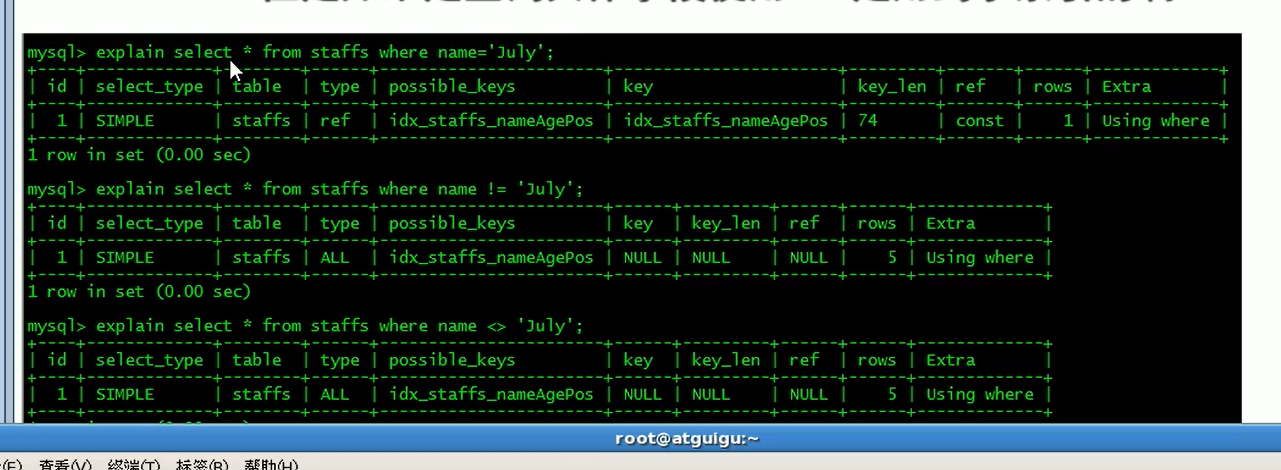 mysql> explain select * from staffs where name='July';
+----+-------------+--------+------+-----------------------+-----------------------+---------+-------+------+-------------+
| id | select_type | table | type | possible_keys | key | key_len | ref | rows | Extra |
+----+-------------+--------+------+-----------------------+-----------------------+---------+-------+------+-------------+
| 1 | SIMPLE | staffs | ref | idx_staffs_nameAgePos | idx_staffs_nameAgePos | 74 | const | 1 | Using where |
+----+-------------+--------+------+-----------------------+-----------------------+---------+-------+------+-------------+
1 row in set (0.00 sec)
mysql> explain select * from staffs where name != 'July';
+----+-------------+--------+------+-----------------------+------+---------+------+------+-------------+
| id | select_type | table | type | possible_keys | key | key_len | ref | rows | Extra |
+----+-------------+--------+------+-----------------------+------+---------+------+------+-------------+
| 1 | SIMPLE | staffs | ALL | idx_staffs_nameAgePos | NULL | NULL | NULL | 5 | Using where |
+----+-------------+--------+------+-----------------------+------+---------+------+------+-------------+
1 row in set (0.00 sec)
mysql> explain select * from staffs where name <> 'July';
+----+-------------+--------+------+-----------------------+------+---------+------+------+-------------+
| id | select_type | table | type | possible_keys | key | key_len | ref | rows | Extra |
+----+-------------+--------+------+-----------------------+------+---------+------+------+-------------+
| 1 | SIMPLE | staffs | ALL | idx_staffs_nameAgePos | NULL | NULL | NULL | 5 | Using where |
+----+-------------+--------+------+-----------------------+------+---------+------+------+-------------+
root@atguigu:~
(E) 查看(V) 终端(T) 标签(B) 帮助(H)